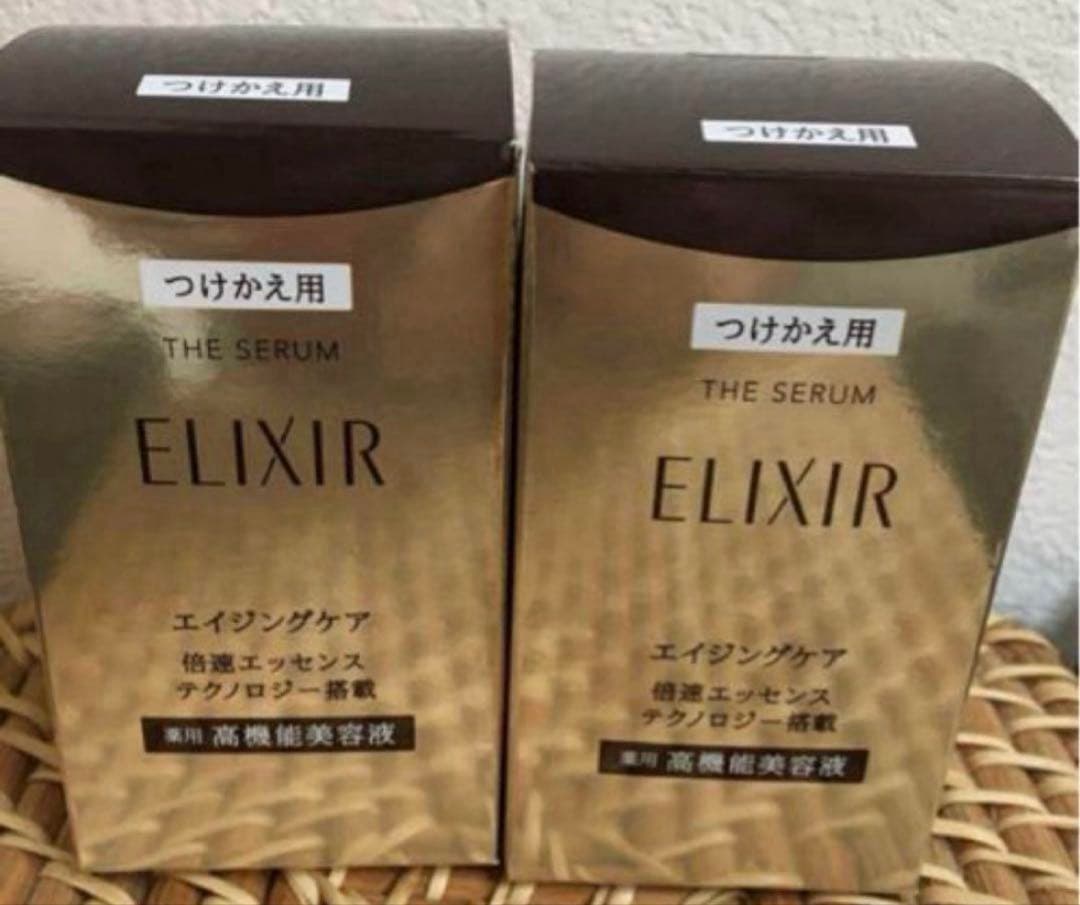 つけかえ用
つけかえ用
THE SERUM
ELIXIR
エイジングケア
倍速エッセンス
テクノロジー搭載
薬用 高機能美容液
つけかえ用
つけかえ用
THE SERUM
ELIXIR
エイジングケア
倍速エッセンス
テクノロジー搭載
薬用 高機能美容液